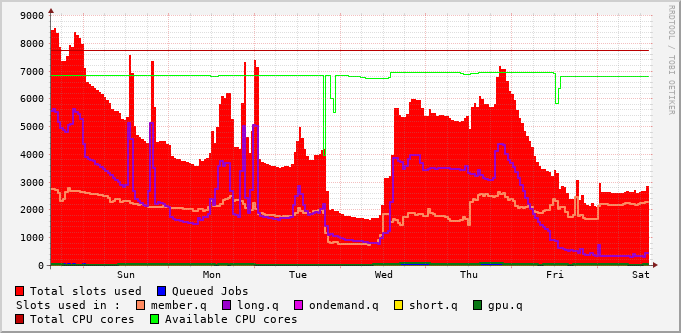 9000
8000
7000
6000
5000
4000
3000
2000
1000
0
Sun Mon Tue Wed Thu Fri Sat
RRDTOOL / TOBI OETIKER
Total slots used Queued Jobs
Slots used in : member.q long.q ondemand.q short.q gpu.q
Total CPU cores Available CPU cores